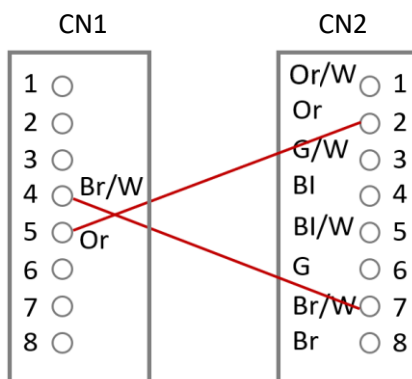 CN1 CN2
1 Or/W 1
2 Or 2
3 G/W 3
4 Br/W Bl 4
5 Or Bl/W 5
6 G 6
7 Br/W 7
8 Br 8